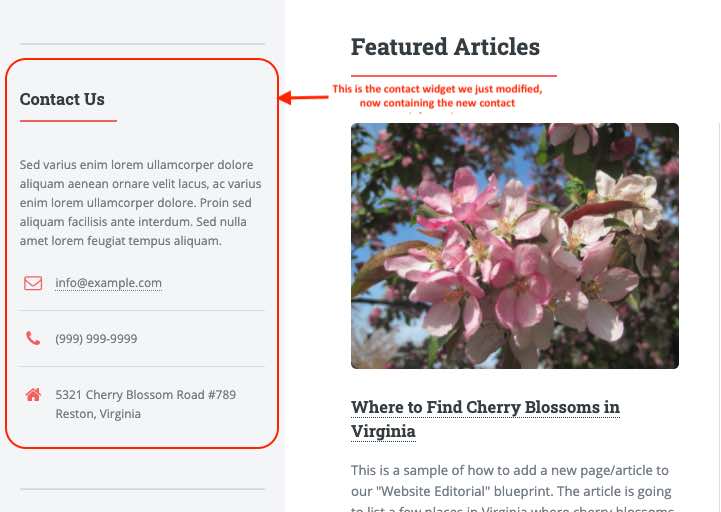 Contact Us
Sed varius enim lorem ullamcorper dolore
aliquam aenean ornare velit lacus, ac varius
enim lorem ullamcorper dolore. Proin sed
aliquam facilisis ante interdum. Sed nulla
amet lorem feugiat tempus aliquam.
info@example.com
(999) 999-9999
5321 Cherry Blossom Road #789
Reston, Virginia
Featured Articles
This is the contact widget we just modified,
now containing the new contact
Where to Find Cherry Blossoms in
Virginia
This is a sample of how to add a new page/article to
our "Website Editorial" blueprint. The article is going
to list a few places in Virginia where cherry blossoms